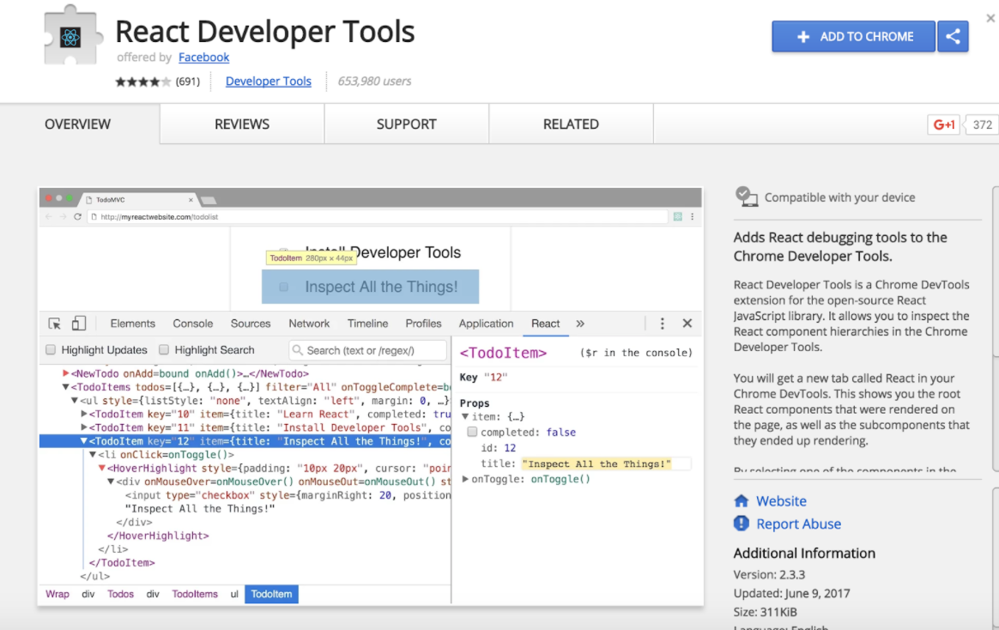 React Developer Tools
offered by Facebook
(691)
Developer Tools
653,980 users
ADD TO CHROME
OVERVIEW
REVIEWS
SUPPORT
RELATED
G+1
372
TodoMVC
http://myreactwebsite.com/todolist
Developer Tools
TodoItem 280px × 44px
Inspect All the Things!
Elements Console Sources Network Timeline Profiles Application React »
Highlight Updates Highlight Search Search (text or /regex/)
<NewTodo onAdd=bound onAdd()>…</NewTodo>
<TodoItems todos=[{…}, {…}, {…}] filter="All" onToggleComplete=b
<ul style={listStyle: "none", textAlign: "left", margin: 0, …}
<TodoItem key="10" item={title: "Learn React", completed: tru
<TodoItem key="11" item={title: "Install Developer Tools", co
<TodoItem key="12" item={title: "Inspect All the Things!", co
<li onClick=onToggle()>
<HoverHighlight style={padding: "10px 20px", cursor: "poin
<div onMouseOver=onMouseOver() onMouseOut=onMouseOut() st
<input type="checkbox" style={marginRight: 20, position
"Inspect All the Things!"
</div>
</HoverHighlight>
</li>
</TodoItem>
</ul>
Wrap div Todos div TodoItems ul TodoItem
<TodoItem> ($r in the console)
Key "12"
Props
item: {…}
completed: false
id: 12
title: "Inspect All the Things!"
onToggle: onToggle()
Compatible with your device
Adds React debugging tools to the
Chrome Developer Tools.
React Developer Tools is a Chrome DevTools
extension for the open-source React
JavaScript library. It allows you to inspect the
React component hierarchies in the Chrome
Developer Tools.
You will get a new tab called React in your
Chrome DevTools. This shows you the root
React components that were rendered on
the page, as well as the subcomponents that
they ended up rendering.
By selecting one of the components in the
Website
Report Abuse
Additional Information
Version: 2.3.3
Updated: June 9, 2017
Size: 311KiB
Language: English